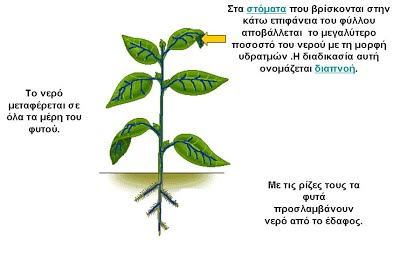 Στα στόματα που βρίσκονται στην
κάτω επιφάνεια του φύλλου
αποβάλλεται το μεγαλύτερο
ποσοστό του νερού με τη μορφή
υδρατμών .Η διαδικασία αυτή
ονομάζεται διαπνοή.
Το νερό
μεταφέρεται σε
όλα τα μέρη του
φυτού.
Με τις ρίζες τους τα
φυτά
προσλαμβάνουν
νερό από το έδαφος.